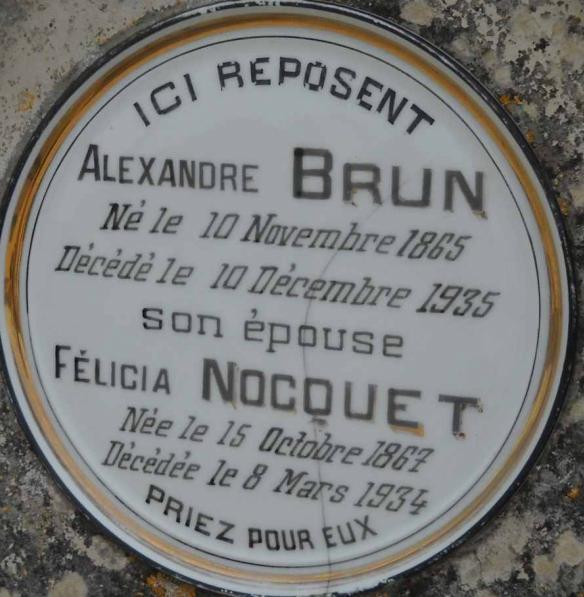 ICI REPOSENT
ALEXANDRE BRUN
Né le 10 Novembre 1865
Décédé le 10 Décembre 1935
son épouse
FÉLICIA NOCQUET
Née le 15 Octobre 1867
Décédée le 8 Mars 1934
PRIEZ POUR EUX